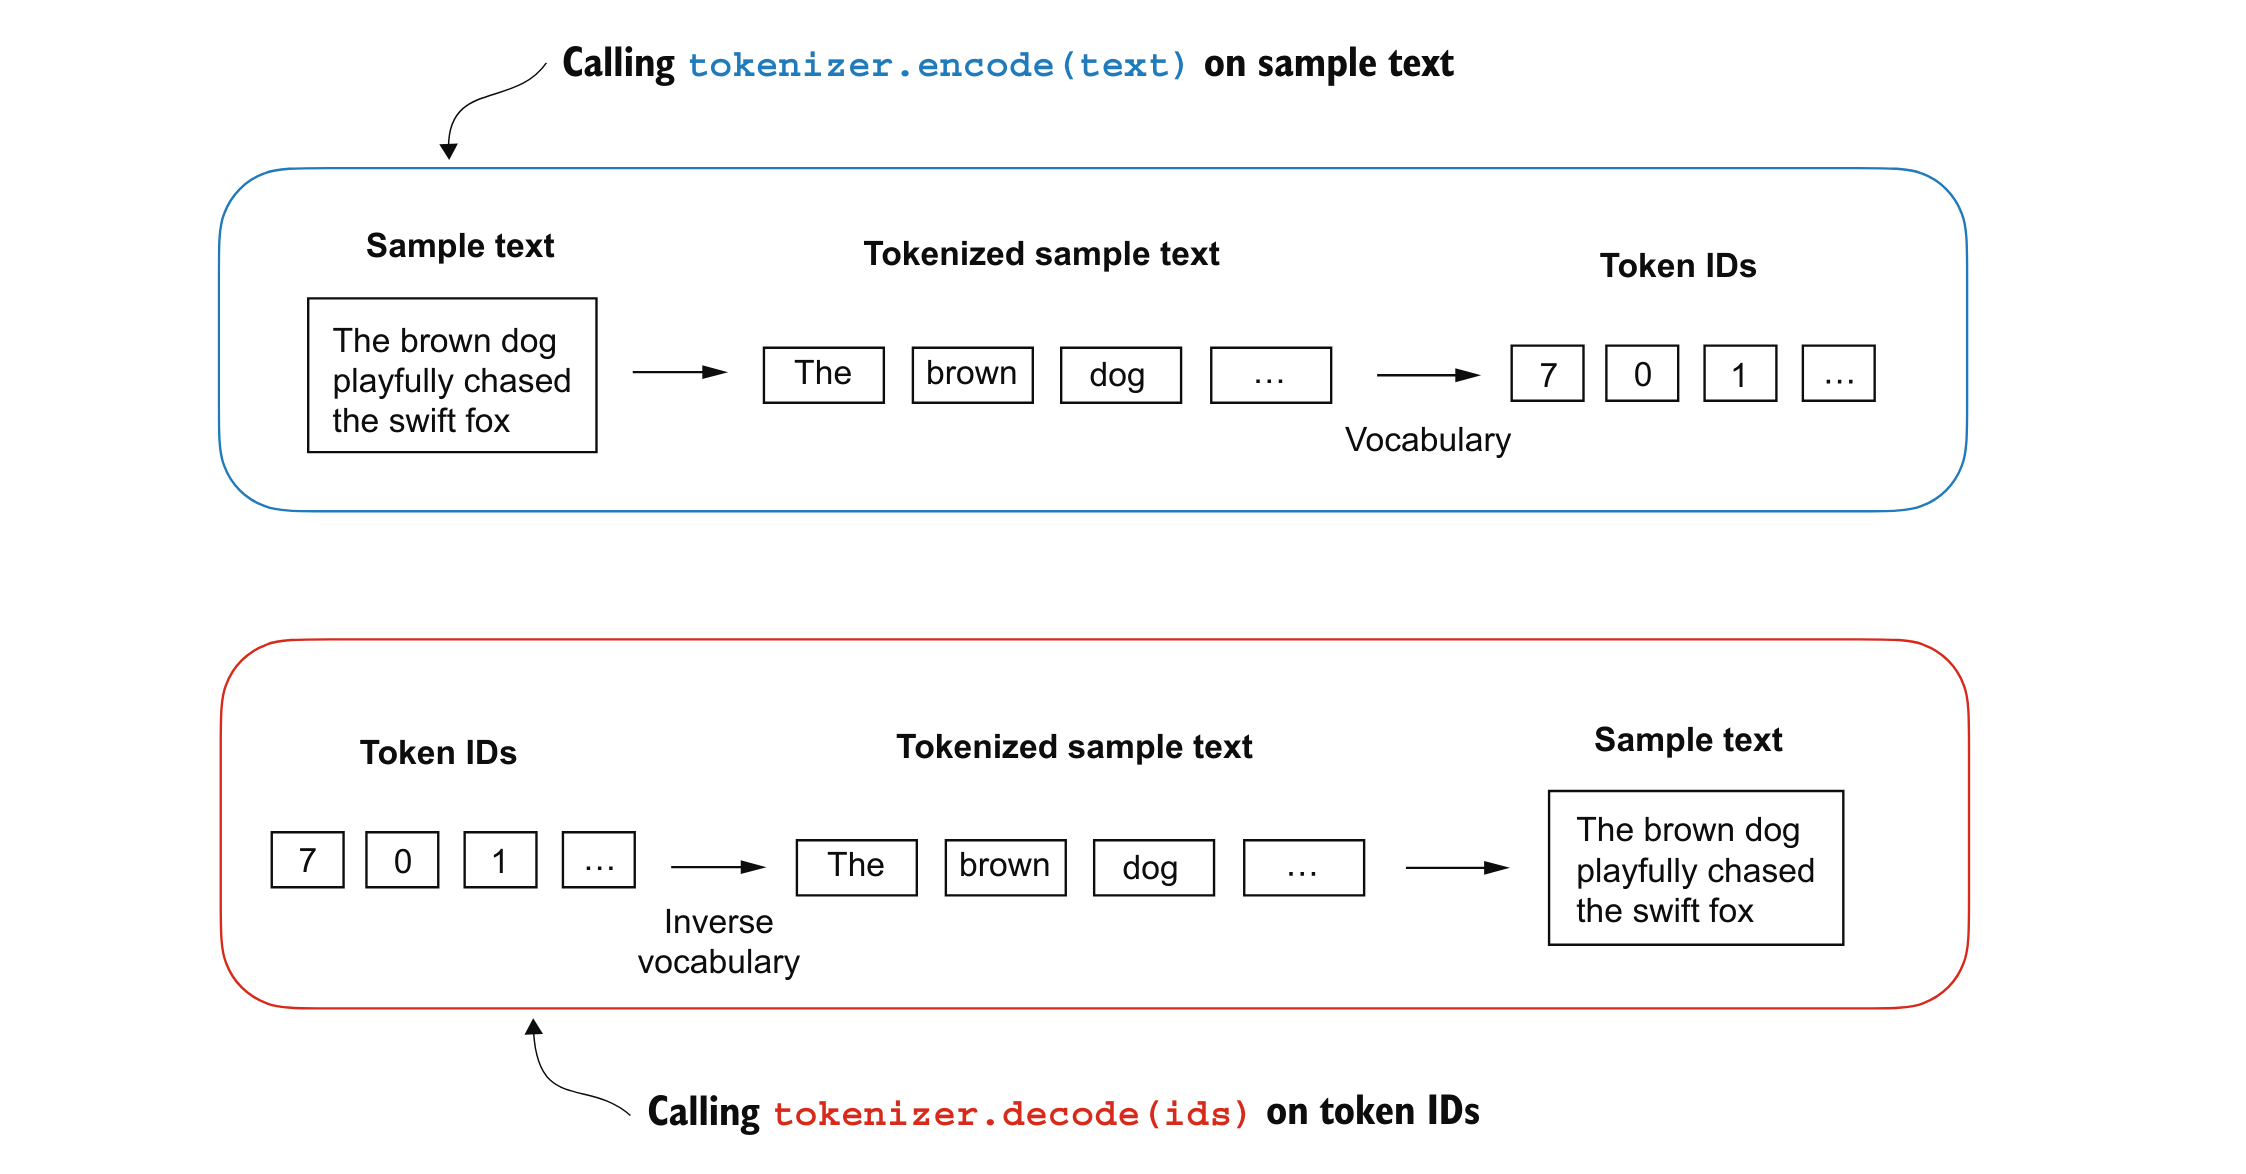 Calling tokenizer.encode(text) on sample text
Sample text
Tokenized sample text
Token IDs
The brown dog
playfully chased
the swift fox
The
brown
dog
...
7
0
1
...
Vocabulary
Token IDs
Tokenized sample text
Sample text
7
0
1
...
Inverse
vocabulary
The
brown
dog
...
The brown dog
playfully chased
the swift fox
Calling tokenizer.decode(ids) on token IDs